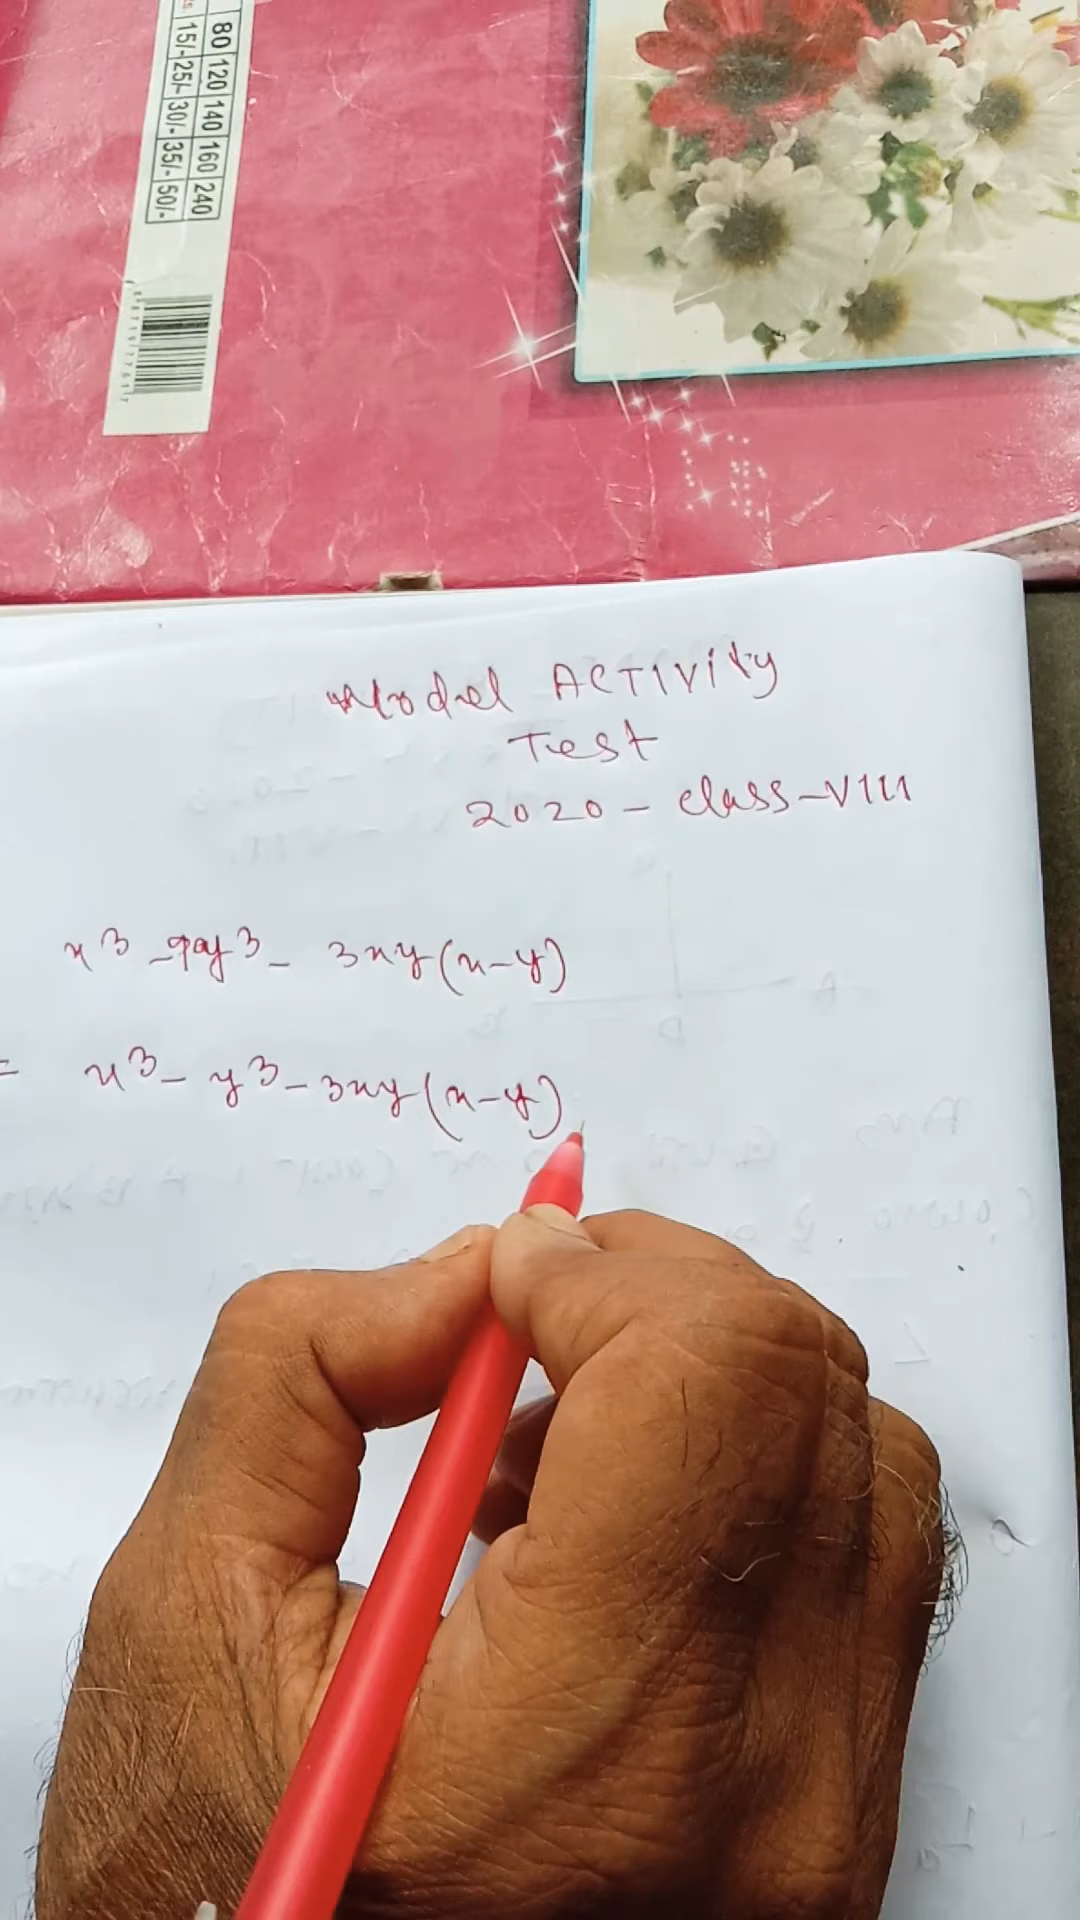 80 120 140 160 240
15/- 25/- 30/- 35/- 50/-
Model ACTIVity
Test
2020 - class-VIII
x³ - y³ - 3xy(x-y)
= x³ - y³ - 3xy(x-y)